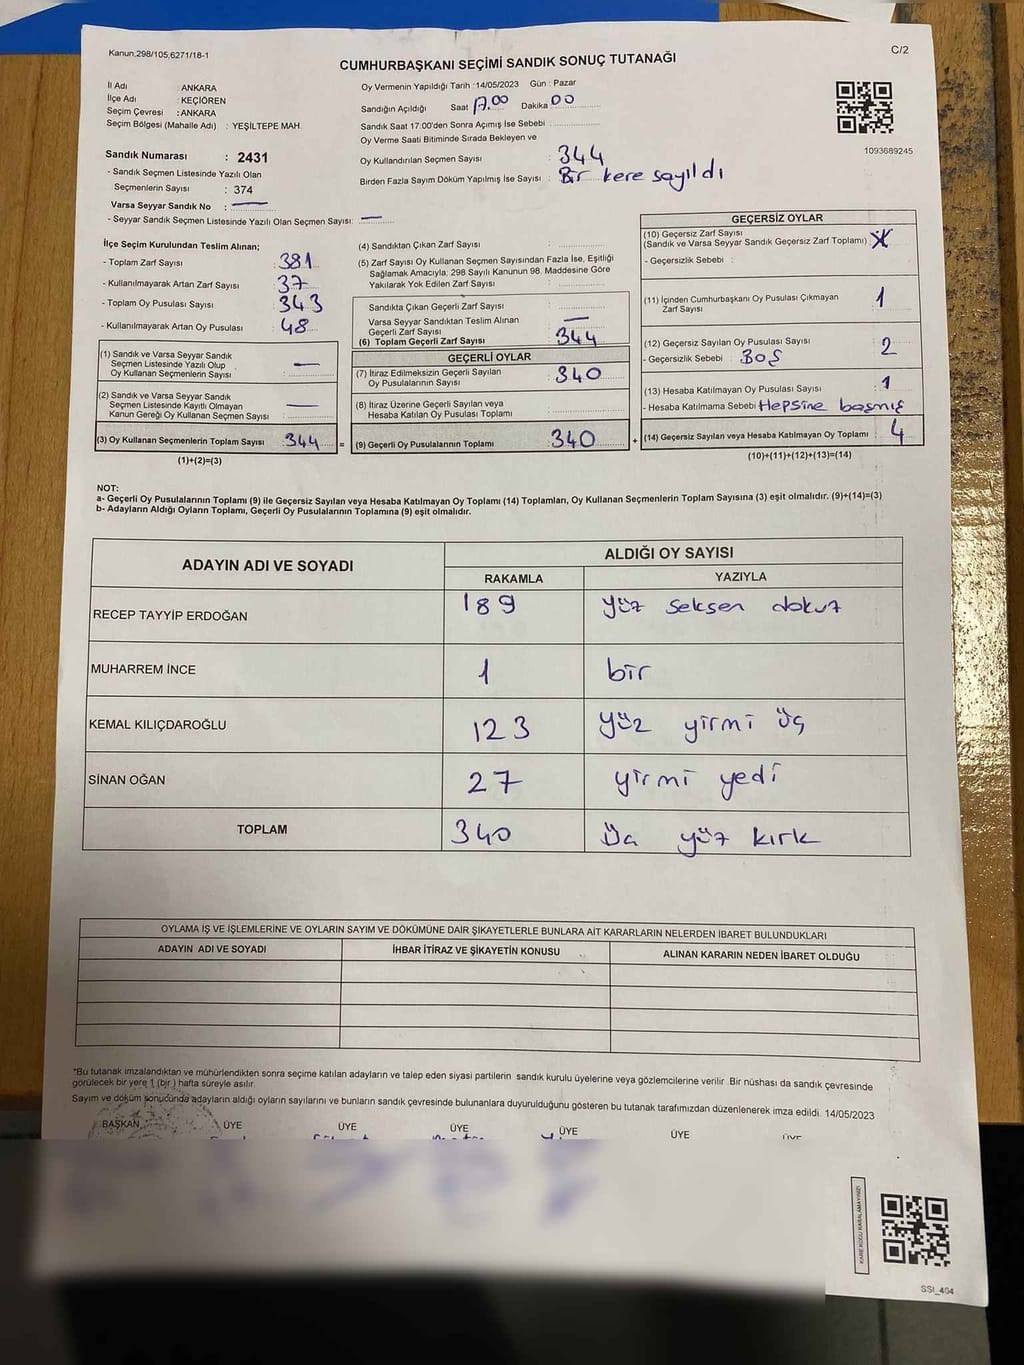 Kanun.298/105,6271/18-1
C/2
CUMHURBAŞKANI SEÇİMİ SANDIK SONUÇ TUTANAĞI
İl Adı : ANKARA
İlçe Adı : KEÇİÖREN
Seçim Çevresi : ANKARA
Seçim Bölgesi (Mahalle Adı) : YEŞİLTEPE MAH.
Oy Vermenin Yapıldığı Tarih :14/05/2023 Gün : Pazar
Sandığın Açıldığı Saat 17.00 Dakika 00
Sandık Saat 17:00'den Sonra Açımış İse Sebebi :
Oy Verme Saati Bitiminde Sırada Bekleyen ve
Oy Kullandırılan Seçmen Sayısı : 344
Birden Fazla Sayım Döküm Yapılmış İse Sayısı : Bir kere sayıldı
1093689245
Sandık Numarası : 2431
- Sandık Seçmen Listesinde Yazılı Olan
Seçmenlerin Sayısı : 374
Varsa Seyyar Sandık No : —
- Seyyar Sandık Seçmen Listesinde Yazılı Olan Seçmen Sayısı: —
İlçe Seçim Kurulundan Teslim Alınan;
- Toplam Zarf Sayısı : 381
- Kullanılmayarak Artan Zarf Sayısı : 37
- Toplam Oy Pusulası Sayısı : 343
- Kullanılmayarak Artan Oy Pusulası : 48
(1) Sandık ve Varsa Seyyar Sandık
Seçmen Listesinde Yazılı Olup
Oy Kullanan Seçmenlerin Sayısı : —
(2) Sandık ve Varsa Seyyar Sandık
Seçmen Listesinde Kayıtlı Olmayan
Kanun Gereği Oy Kullanan Seçmen Sayısı : —
(3) Oy Kullanan Seçmenlerin Toplam Sayısı : 344 =
(1)+(2)=(3)
(4) Sandıktan Çıkan Zarf Sayısı :
(5) Zarf Sayısı Oy Kullanan Seçmen Sayısından Fazla İse, Eşitliği
Sağlamak Amacıyla, 298 Sayılı Kanunun 98. Maddesine Göre
Yakılarak Yok Edilen Zarf Sayısı :
Sandıkta Çıkan Geçerli Zarf Sayısı :
Varsa Seyyar Sandıktan Teslim Alınan
Geçerli Zarf Sayısı : —
(6) Toplam Geçerli Zarf Sayısı : 344
GEÇERLİ OYLAR
(7) İtiraz Edilmeksizin Geçerli Sayılan
Oy Pusulalarının Sayısı : 340
(8) İtiraz Üzerine Geçerli Sayılan veya
Hesaba Katılan Oy Pusulası Toplamı :
(9) Geçerli Oy Pusulalarının Toplamı : 340 +
GEÇERSİZ OYLAR
(10) Geçersiz Zarf Sayısı
(Sandık ve Varsa Seyyar Sandık Geçersiz Zarf Toplamı) :
- Geçersizlik Sebebi :
(11) İçinden Cumhurbaşkanı Oy Pusulası Çıkmayan
Zarf Sayısı : 1
(12) Geçersiz Sayılan Oy Pusulası Sayısı : 2
- Geçersizlik Sebebi : BOŞ
(13) Hesaba Katılmayan Oy Pusulası Sayısı : 1
- Hesaba Katılmama Sebebi : Hepsine basmış
(14) Geçersiz Sayılan veya Hesaba Katılmayan Oy Toplamı : 4
(10)+(11)+(12)+(13)=(14)
NOT:
a- Geçerli Oy Pusulalarının Toplamı (9) ile Geçersiz Sayılan veya Hesaba Katılmayan Oy Toplamı (14) Toplamları, Oy Kullanan Seçmenlerin Toplam Sayısına (3) eşit olmalıdır. (9)+(14)=(3)
b- Adayların Aldığı Oyların Toplamı, Geçerli Oy Pusulalarının Toplamına (9) eşit olmalıdır.
ADAYIN ADI VE SOYADI ALDIĞI OY SAYISI
RAKAMLA YAZIYLA
RECEP TAYYİP ERDOĞAN 189 yüz seksen dokuz
MUHARREM İNCE 1 bir
KEMAL KILIÇDAROĞLU 123 yüz yirmi üç
SİNAN OĞAN 27 yirmi yedi
TOPLAM 340 Üç yüz kırk
OYLAMA İŞ VE İŞLEMLERİNE VE OYLARIN SAYIM VE DÖKÜMÜNE DAİR ŞİKAYETLERLE BUNLARA AİT KARARLARIN NELERDEN İBARET BULUNDUKLARI
ADAYIN ADI VE SOYADI İHBAR İTİRAZ VE ŞİKAYETİN KONUSU ALINAN KARARIN NEDEN İBARET OLDUĞU
*Bu tutanak imzalandıktan ve mühürlendikten sonra seçime katılan adayların ve talep eden siyasi partilerin sandık kurulu üyelerine veya gözlemcilerine verilir .Bir nüshası da sandık çevresinde
görülecek bir yere 1 (bir ) hafta süreyle asılır.
Sayım ve döküm sonucunda adayların aldığı oyların sayılarını ve bunların sandık çevresinde bulunanlara duyurulduğunu gösteren bu tutanak tarafımızdan düzenlenerek imza edildi. 14/05/2023
BAŞKAN ÜYE ÜYE ÜYE ÜYE ÜYE ÜYE
KARE KODU KARALAMAYINIZ!
SSI_404